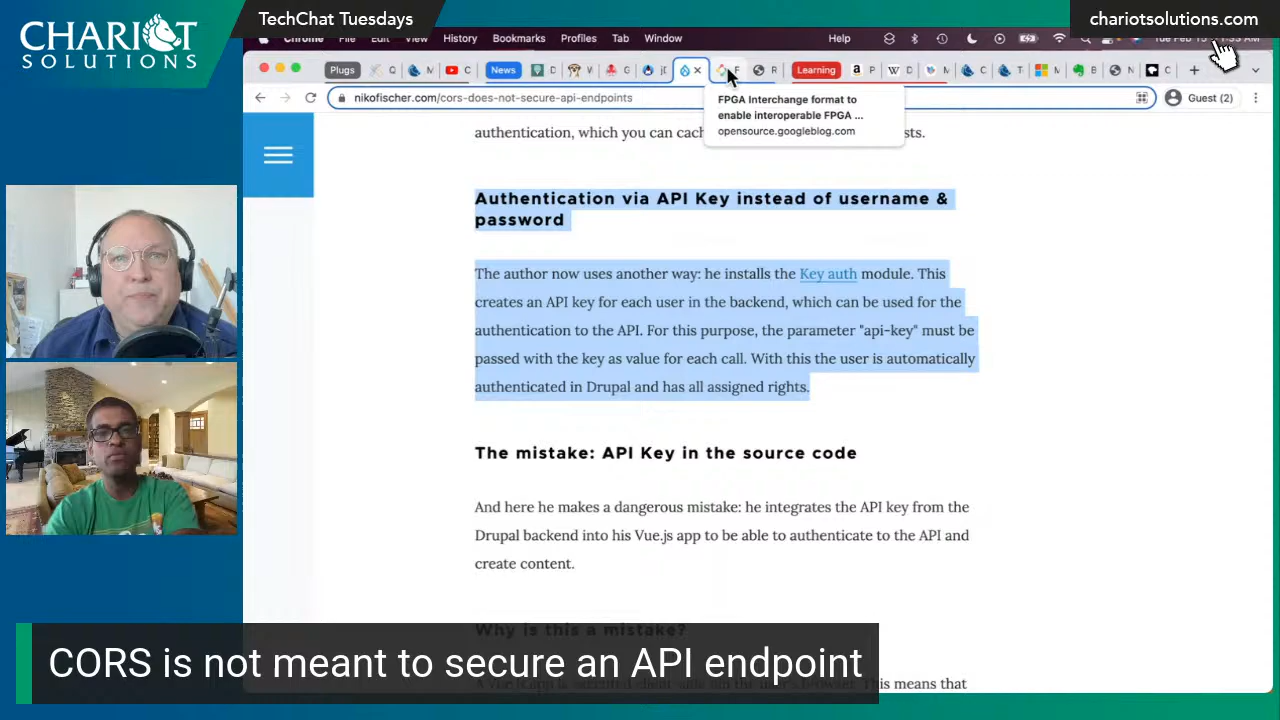 CHARIOT
SOLUTIONS
TechChat Tuesdays
chariotsolutions.com
Chrome File Edit View History Bookmarks Profiles Tab Window Help Tue Feb 15
Plugs News Learning
nikofischer.com/cors-does-not-secure-api-endpoints
Guest (2)
FPGA Interchange format to
enable interoperable FPGA ...
opensource.googleblog.com
authentication, which you can
Authentication via API Key instead of username &
password
The author now uses another way: he installs the Key auth module. This
creates an API key for each user in the backend, which can be used for the
authentication to the API. For this purpose, the parameter "api-key" must be
passed with the key as value for each call. With this the user is automatically
authenticated in Drupal and has all assigned rights.
The mistake: API Key in the source code
And here he makes a dangerous mistake: he integrates the API key from the
Drupal backend into his Vue.js app to be able to authenticate to the API and
create content.
Why is this a mistake?
This means that
CORS is not meant to secure an API endpoint